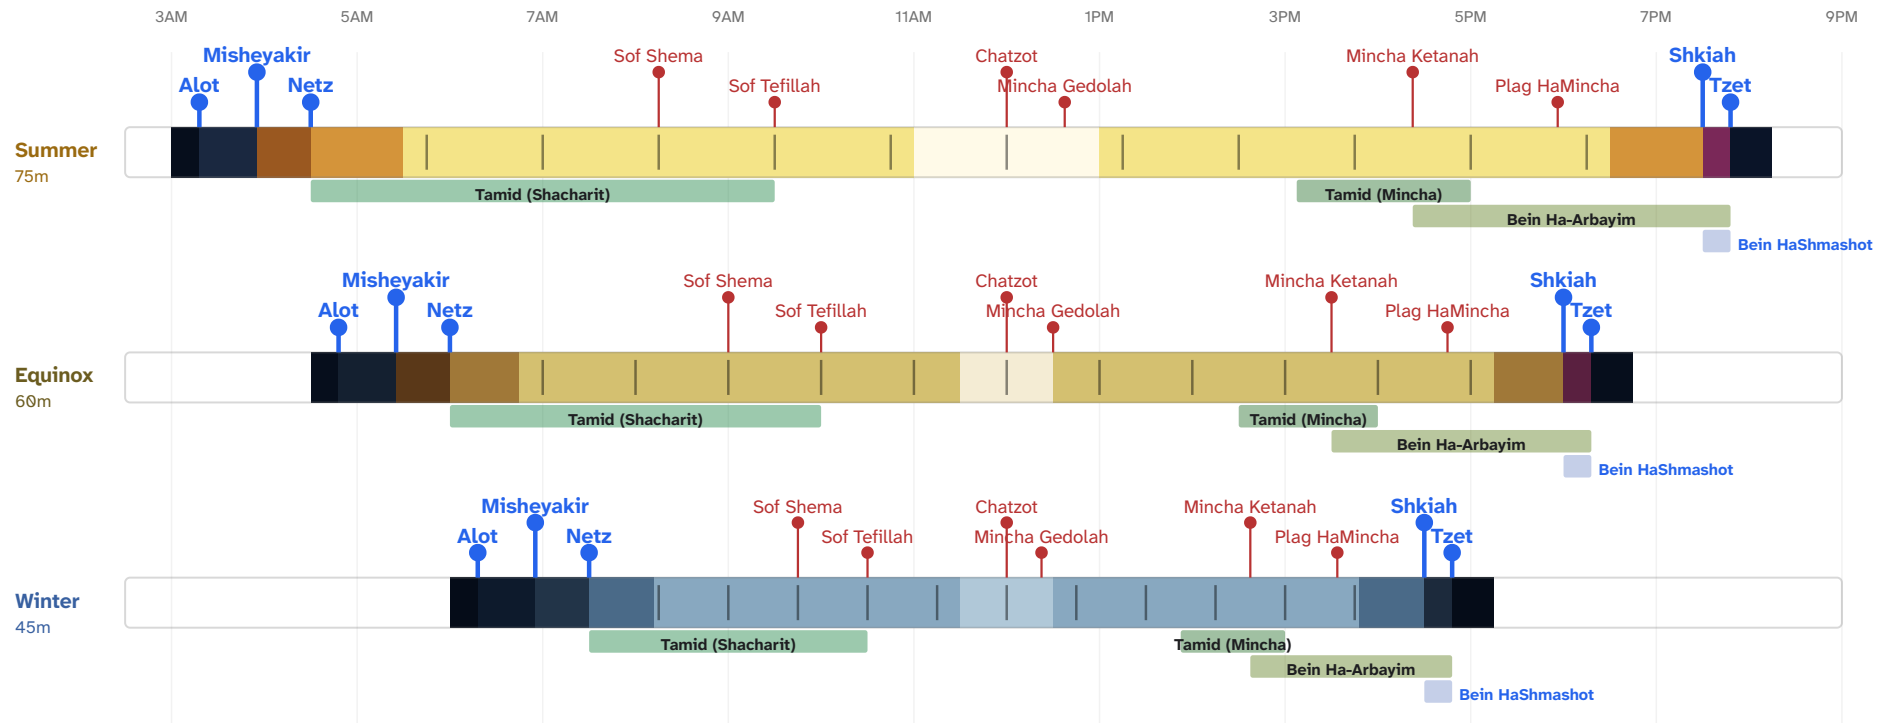 3AM 5AM 7AM 9AM 11AM 1PM 3PM 5PM 7PM 9PM
Misheyakir Sof Shema Chatzot Mincha Ketanah Shkiah
Alot Netz Sof Tefillah Mincha Gedolah Plag HaMincha Tzet
Summer
75m
Tamid (Shacharit) Tamid (Mincha)
Bein Ha-Arbayim
Bein HaShmashot
Misheyakir Sof Shema Chatzot Mincha Ketanah Shkiah
Alot Netz Sof Tefillah Mincha Gedolah Plag HaMincha Tzet
Equinox
60m
Tamid (Shacharit) Tamid (Mincha)
Bein Ha-Arbayim
Bein HaShmashot
Misheyakir Sof Shema Chatzot Mincha Ketanah Shkiah
Alot Netz Sof Tefillah Mincha Gedolah Plag HaMincha Tzet
Winter
45m
Tamid (Shacharit) Tamid (Mincha)
Bein Ha-Arbayim
Bein HaShmashot